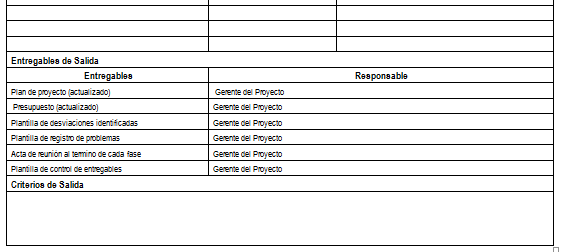 Entregables de Salida
Entregables Responsable
Plan de proyecto (actualizado) Gerente del Proyecto
Presupuesto (actualizado) Gerente del Proyecto
Plantilla de desviaciones identificadas Gerente del Proyecto
Plantilla de registro de problemas Gerente del Proyecto
Acta de reunión al termino de cada fase Gerente del Proyecto
Plantilla de control de entregables Gerente del Proyecto
Criterios de Salida